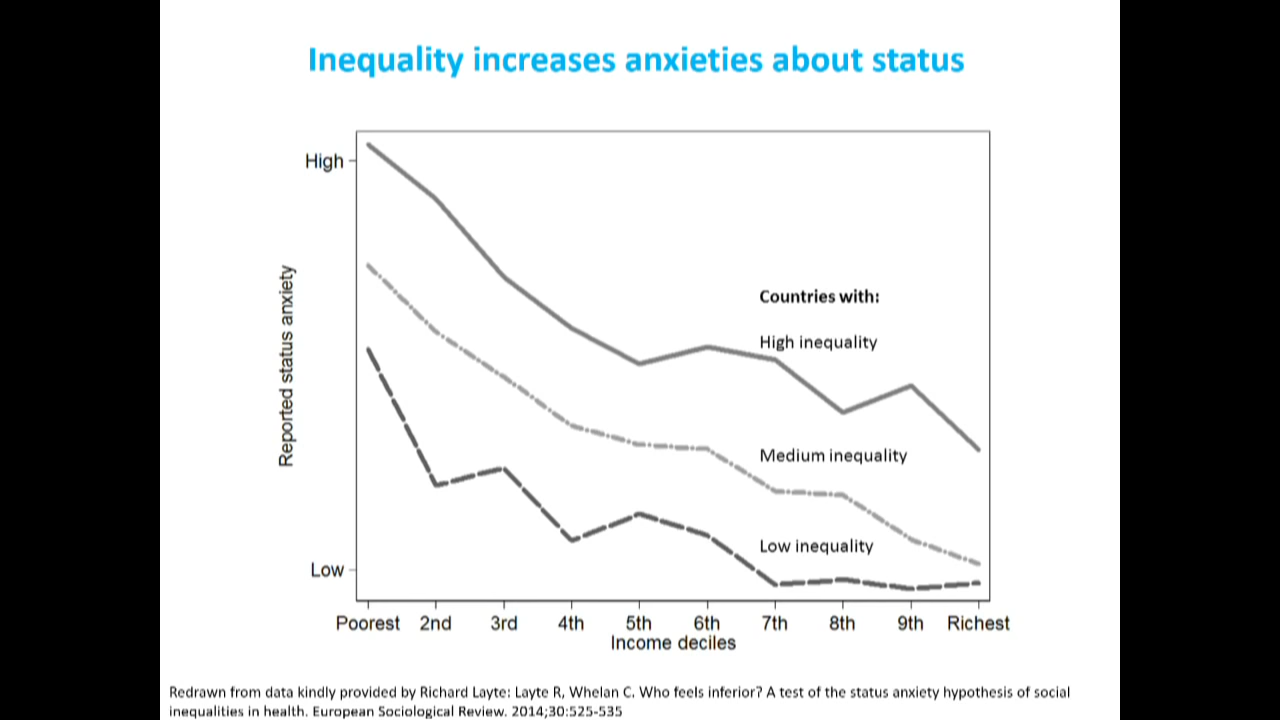 Inequality increases anxieties about status
High
Reported status anxiety
Countries with:
High inequality
Medium inequality
Low inequality
Low
Poorest 2nd 3rd 4th 5th 6th 7th 8th 9th Richest
Income deciles
Redrawn from data kindly provided by Richard Layte: Layte R, Whelan C. Who feels inferior? A test of the status anxiety hypothesis of social
inequalities in health. European Sociological Review. 2014;30:525-535